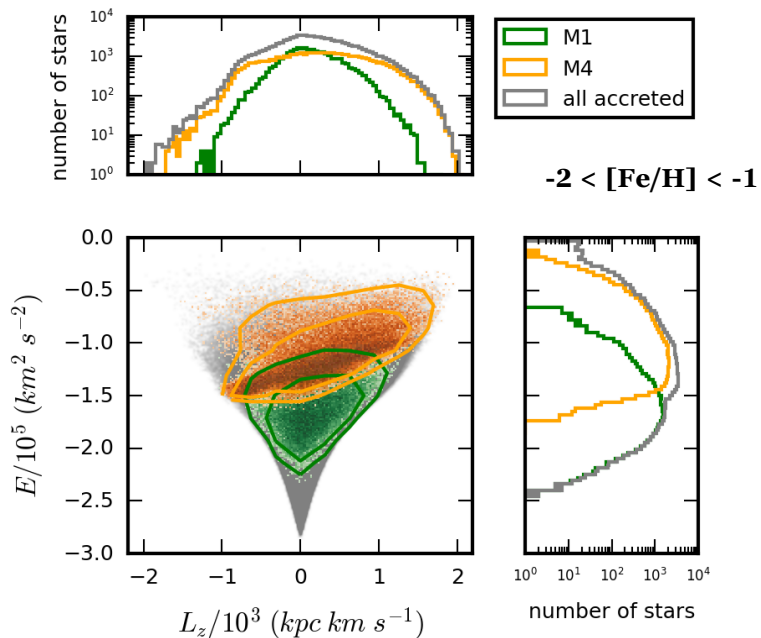 number of stars
10⁴
10³
10²
10¹
10⁰
M1
M4
all accreted
-2 < [Fe/H] < -1
E/10⁵ (km² s⁻²)
0.0
−0.5
−1.0
−1.5
−2.0
−2.5
−3.0
−2 −1 0 1 2
L_z/10³ (kpc km s⁻¹)
10⁰ 10¹ 10² 10³ 10⁴
number of stars